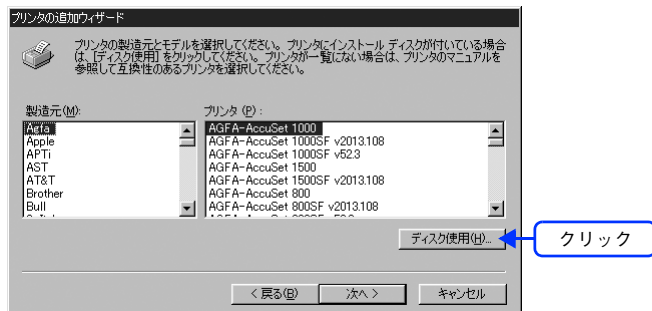 プリンタの追加ウィザード
プリンタの製造元とモデルを選択してください。プリンタにインストール ディスクが付いている場合
は、[ディスク使用] をクリックしてください。プリンタが一覧にない場合は、プリンタのマニュアルを
参照して互換性のあるプリンタを選択してください。
製造元(M):
Agfa
Apple
APTi
AST
AT&T
Brother
Bull
プリンタ (P) :
AGFA-AccuSet 1000
AGFA-AccuSet 1000SF v2013.108
AGFA-AccuSet 1000SF v52.3
AGFA-AccuSet 1500
AGFA-AccuSet 1500SF v2013.108
AGFA-AccuSet 800
AGFA-AccuSet 800SF v2013.108
ディスク使用(H)...
クリック
< 戻る(B)
次へ >
キャンセル